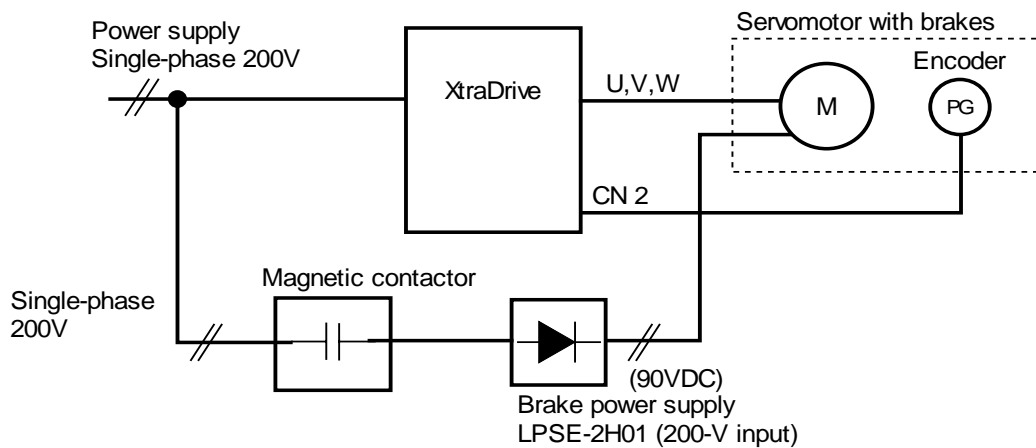 Power supply
Single-phase 200V
XtraDrive
U,V,W
CN 2
Servomotor with brakes
Encoder
M
PG
Single-phase
200V
Magnetic contactor
(90VDC)
Brake power supply
LPSE-2H01 (200-V input)